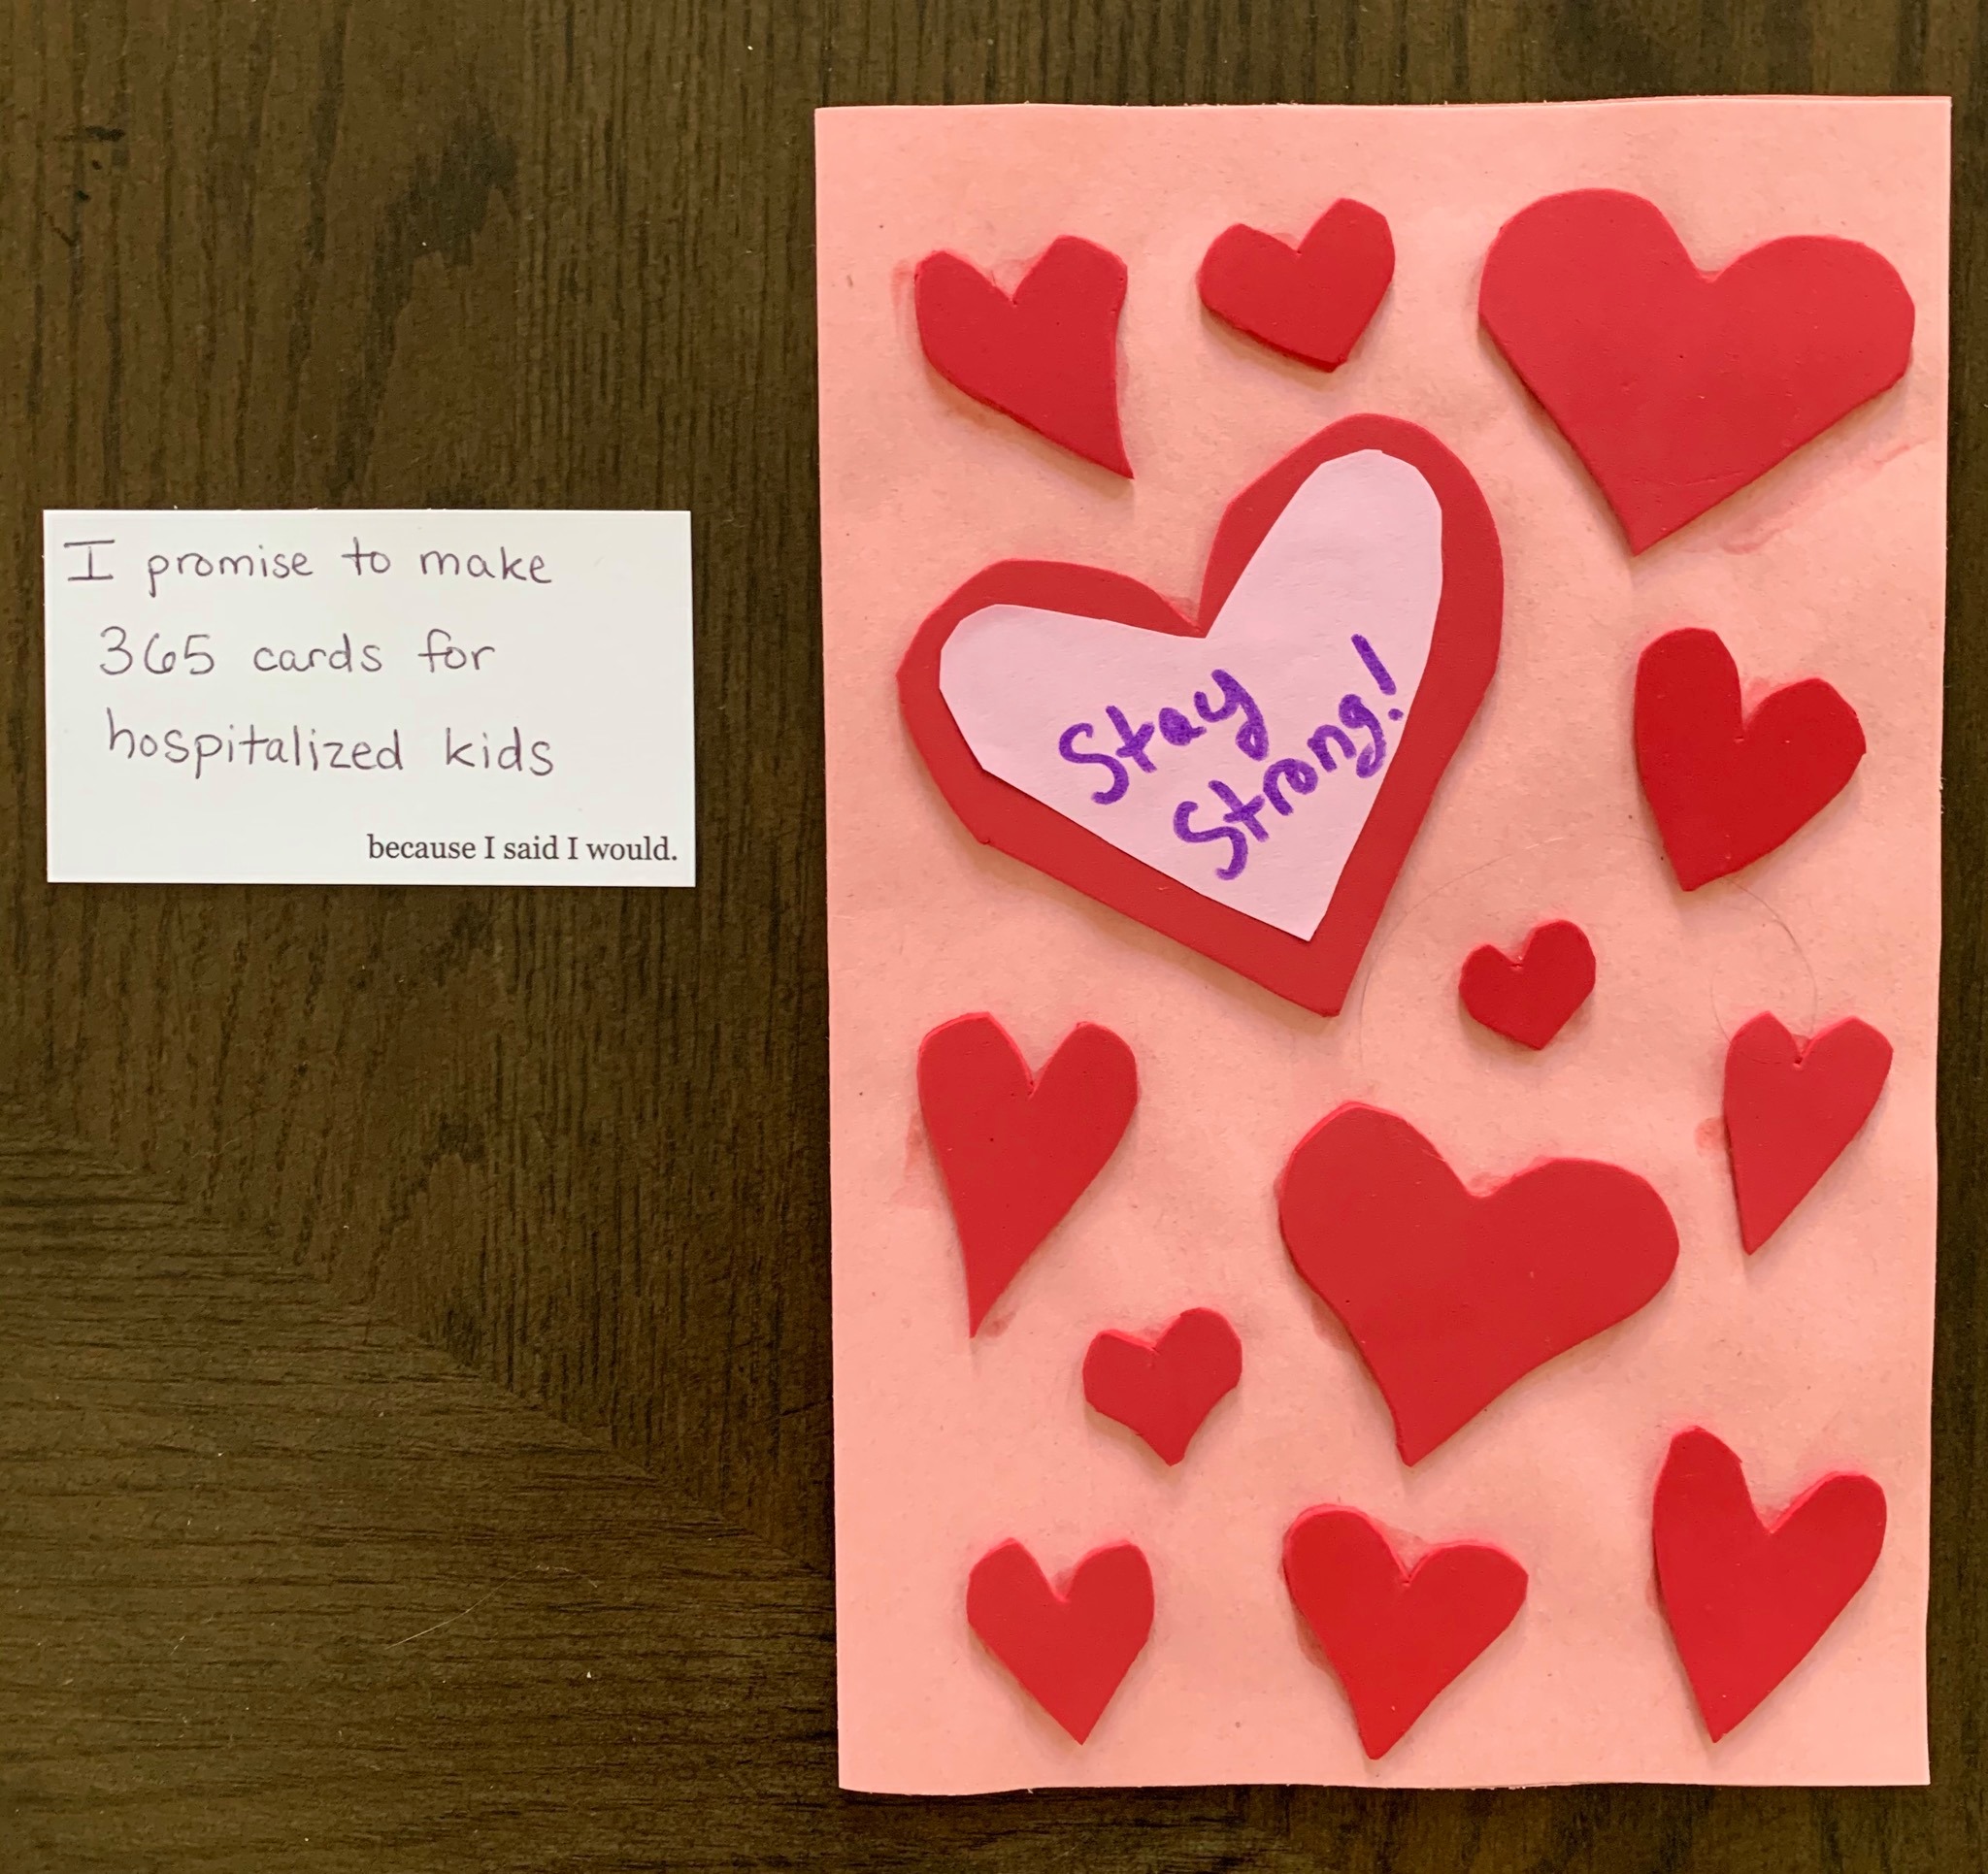 I promise to make
365 cards for
hospitalized kids
because I said I would.
Stay
Strong!